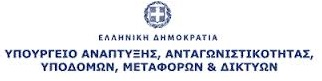 ΕΛΛΗΝΙΚΗ ΔΗΜΟΚΡΑΤΙΑ
ΥΠΟΥΡΓΕΙΟ ΑΝΑΠΤΥΞΗΣ, ΑΝΤΑΓΩΝΙΣΤΙΚΟΤΗΤΑΣ,
ΥΠΟΔΟΜΩΝ, ΜΕΤΑΦΟΡΩΝ & ΔΙΚΤΥΩΝ